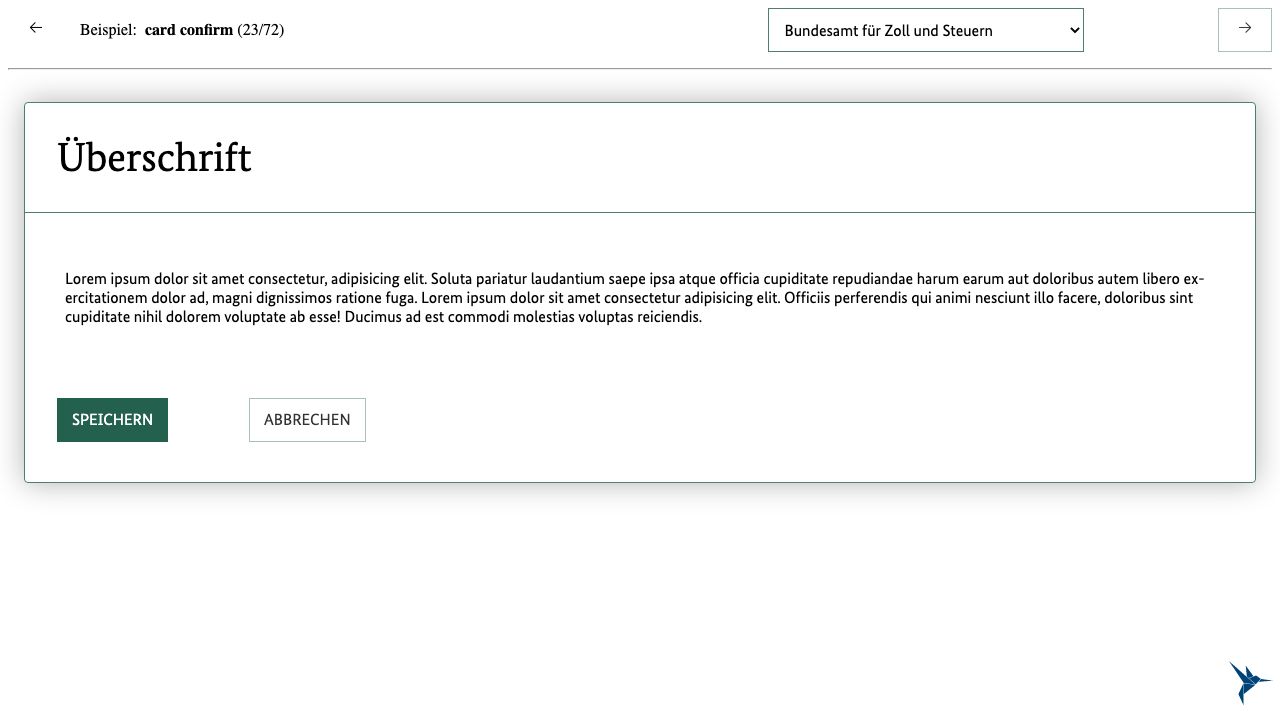 Beispiel: card confirm (23/72)
Bundesamt für Zoll und Steuern
Überschrift
Lorem ipsum dolor sit amet consectetur, adipisicing elit. Soluta pariatur laudantium saepe ipsa atque officia cupiditate repudiandae harum earum aut doloribus autem libero ex-
ercitationem dolor ad, magni dignissimos ratione fuga. Lorem ipsum dolor sit amet consectetur adipisicing elit. Officiis perferendis qui animi nesciunt illo facere, doloribus sint
cupiditate nihil dolorem voluptate ab esse! Ducimus ad est commodi molestias voluptas reiciendis.
SPEICHERN
ABBRECHEN